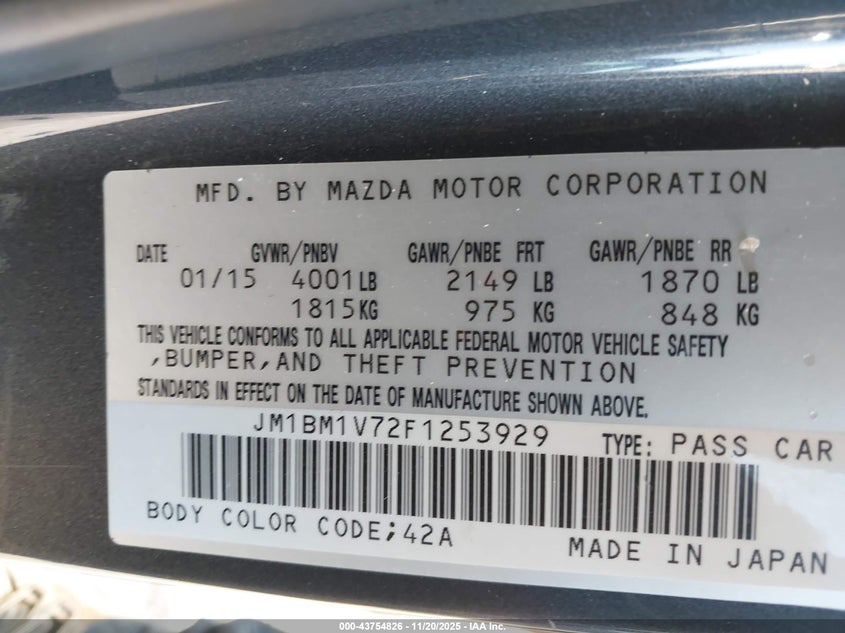 MFD. BY MAZDA MOTOR CORPORATION
DATE GVWR/PNBV GAWR/PNBE FRT GAWR/PNBE RR
01/15 4001LB 2149 LB 1870 LB
1815KG 975 KG 848 KG
THIS VEHICLE CONFORMS TO ALL APPLICABLE FEDERAL MOTOR VEHICLE SAFETY
,BUMPER,AND THEFT PREVENTION
STANDARDS IN EFFECT ON THE DATE OF MANUFACTURE SHOWN ABOVE.
JM1BM1V72F1253929 TYPE: PASS CAR
BODY COLOR CODE;42A MADE IN JAPAN
000-43754826 - 11/20/2025 - IAA Inc.